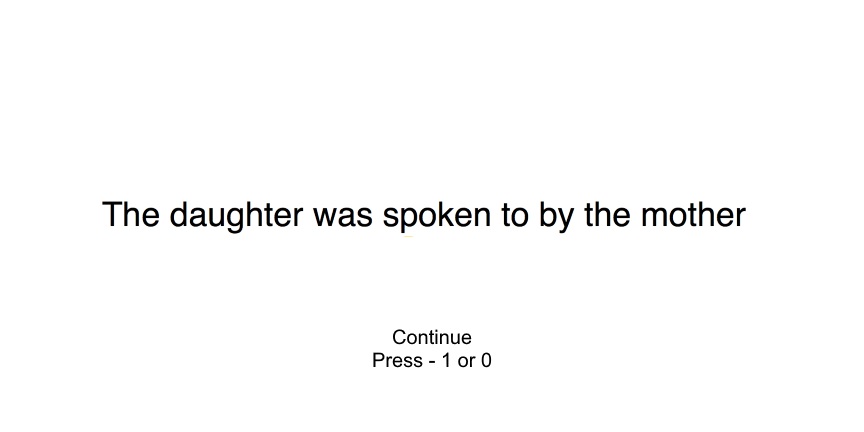 The daughter was spoken to by the mother
Continue
Press - 1 or 0